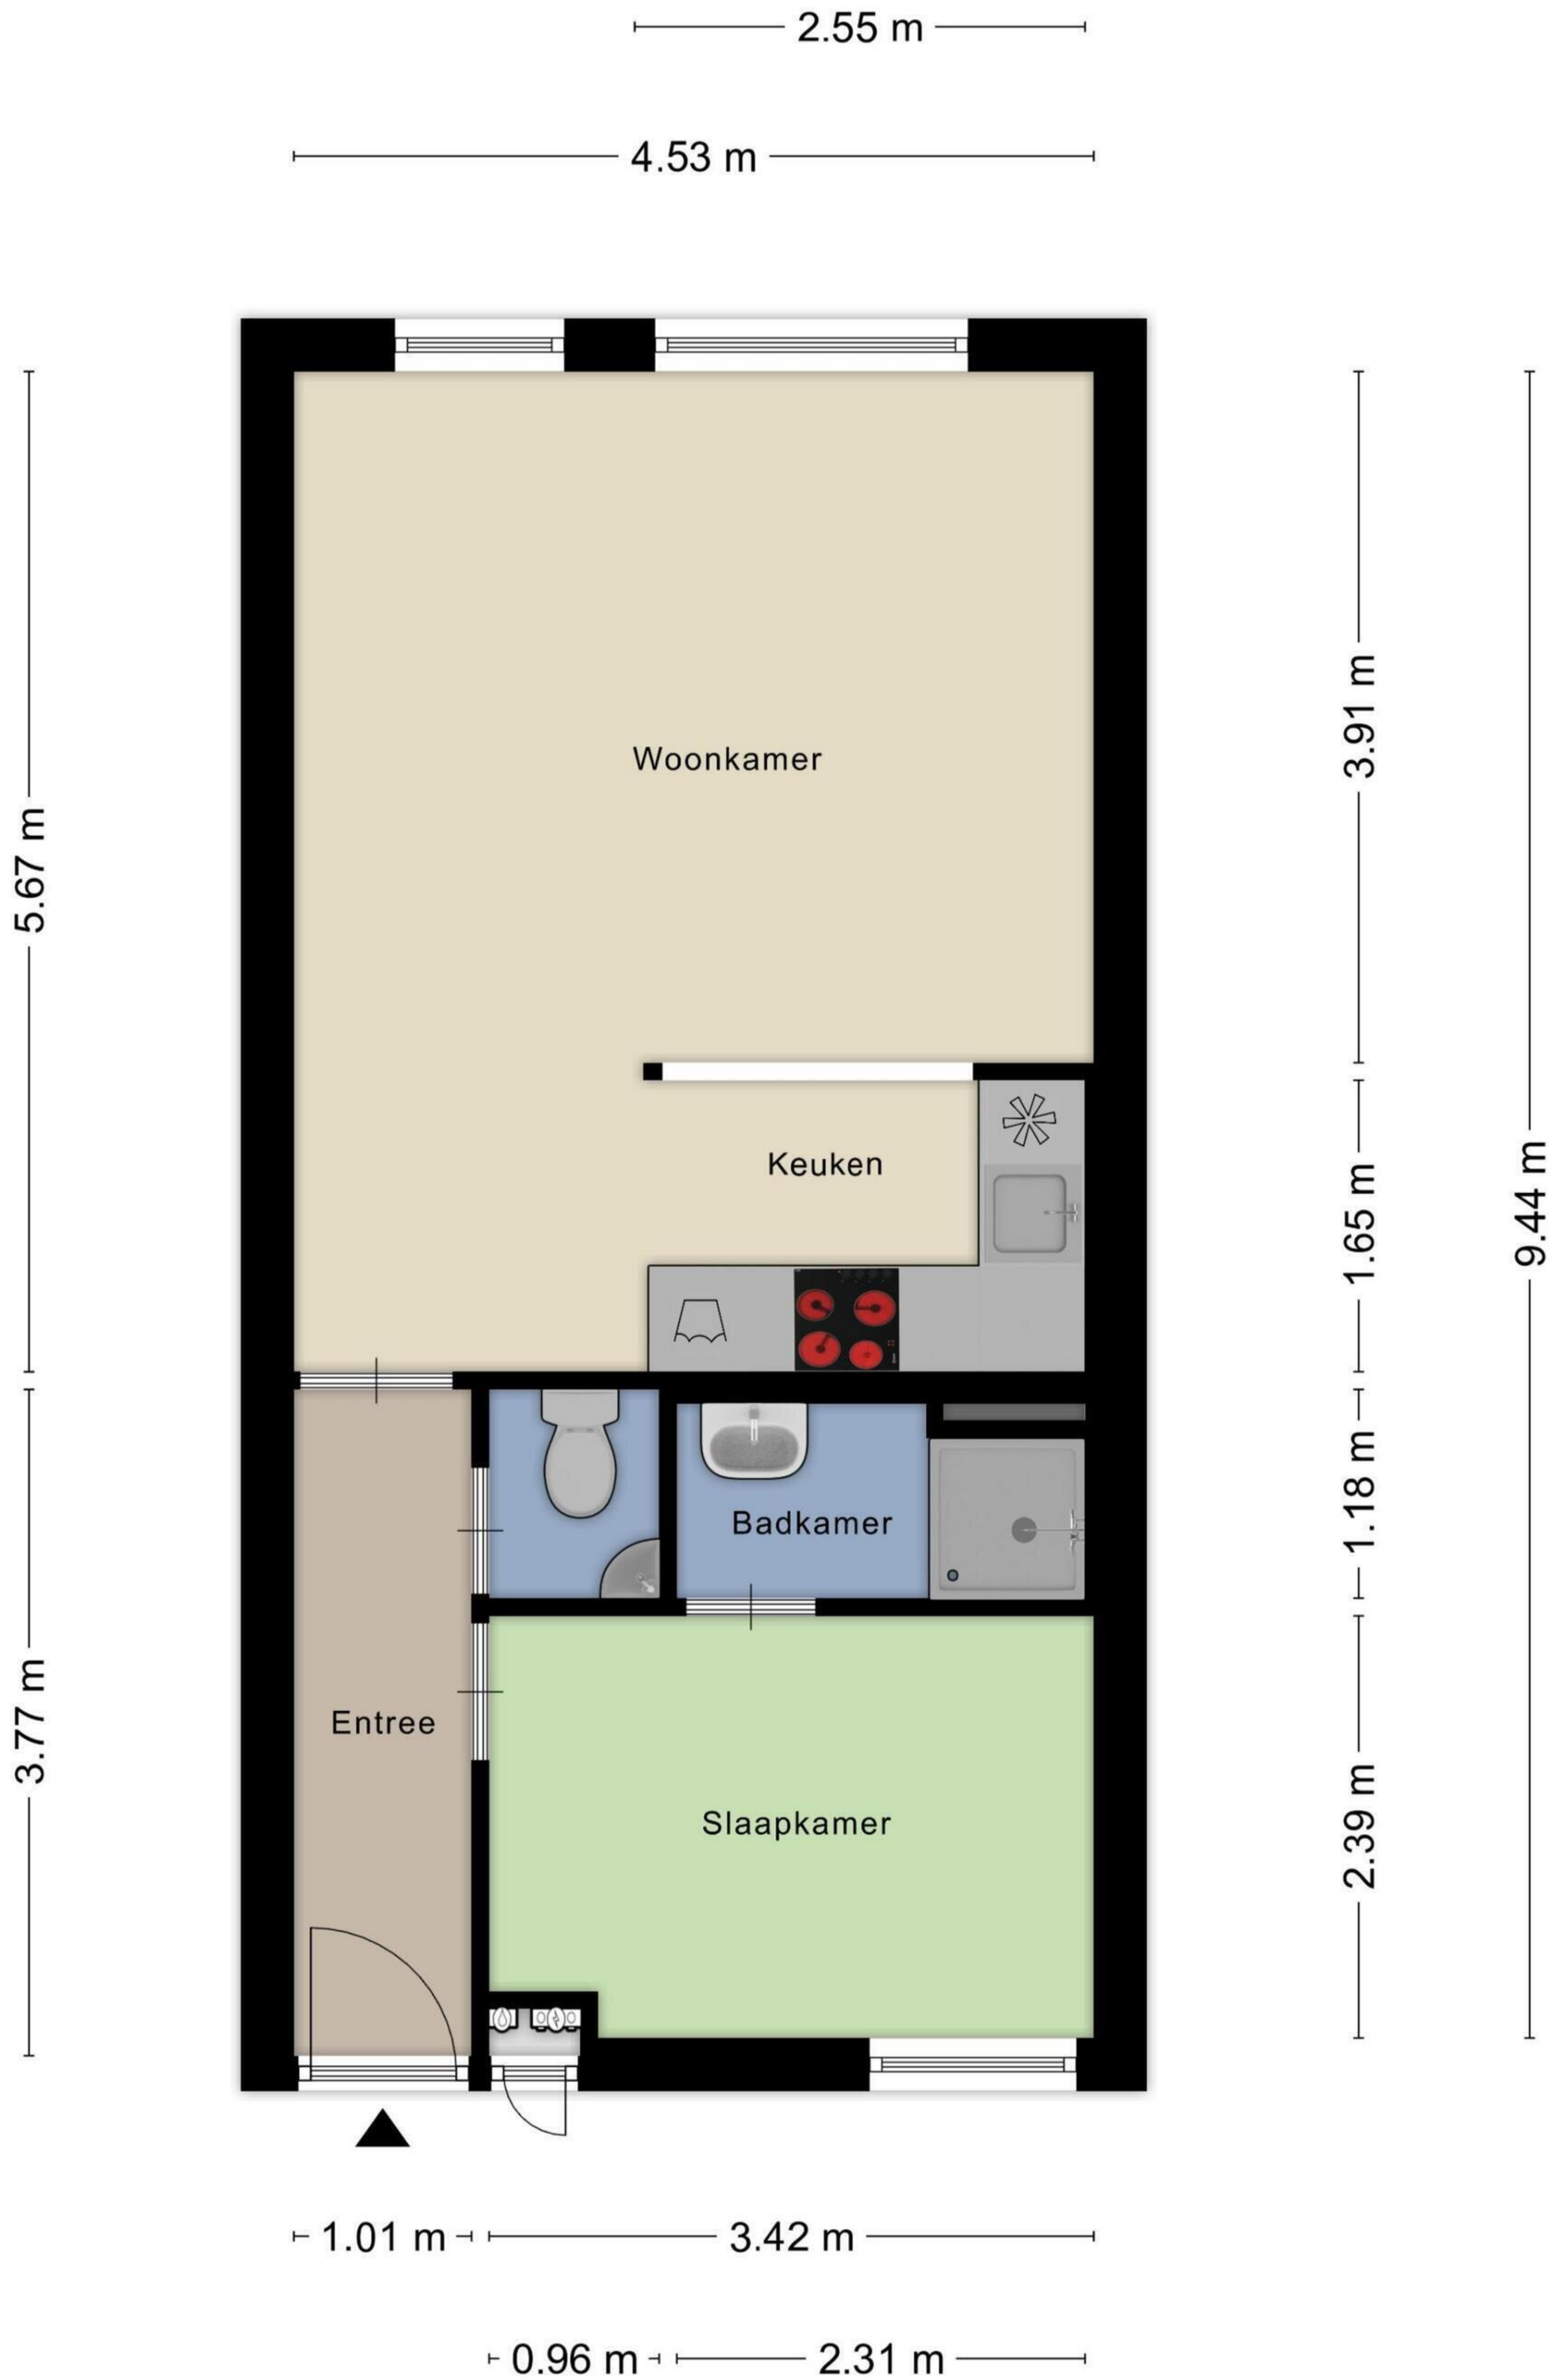 2.55 m
4.53 m
Woonkamer
3.91 m
5.67 m
Keuken
1.65 m
9.44 m
Badkamer
1.18 m
Entree
3.77 m
Slaapkamer
2.39 m
1.01 m
3.42 m
0.96 m
2.31 m